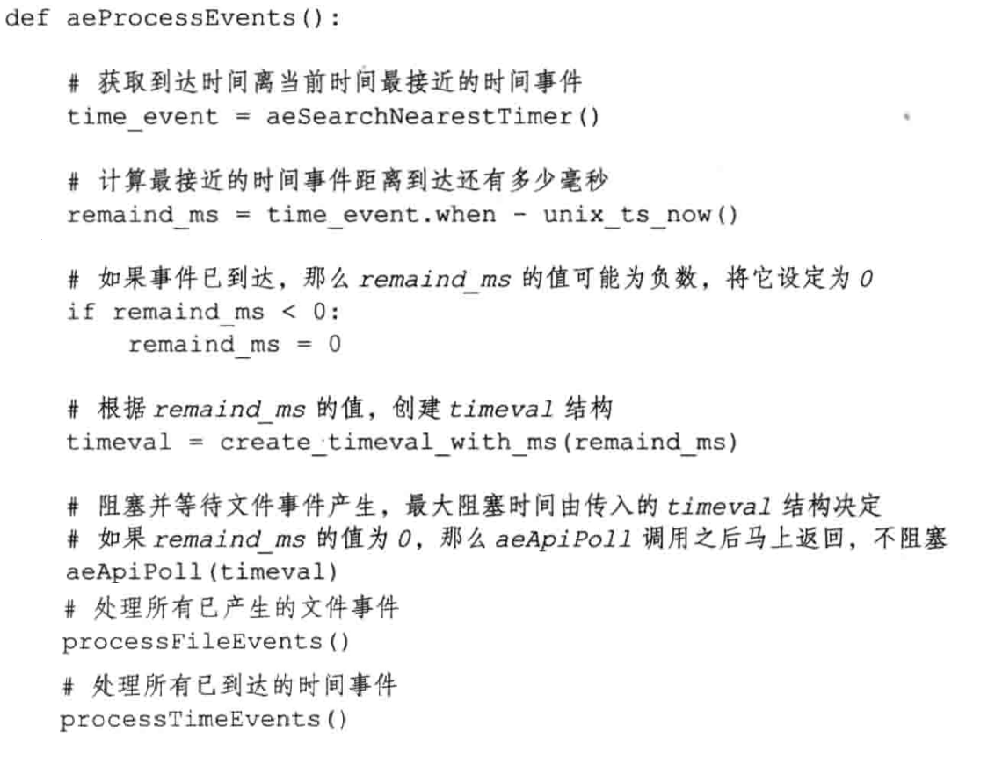 def aeProcessEvents():
# 获取到达时间离当前时间最接近的时间事件
time_event = aeSearchNearestTimer()
# 计算最接近的时间事件距离到达还有多少毫秒
remaind_ms = time_event.when - unix_ts_now()
# 如果事件已到达，那么 remaind_ms 的值可能为负数，将它设定为 0
if remaind_ms < 0:
remaind_ms = 0
# 根据 remaind_ms 的值，创建 timeval 结构
timeval = create_timeval_with_ms(remaind_ms)
# 阻塞并等待文件事件产生，最大阻塞时间由传入的 timeval 结构决定
# 如果 remaind_ms 的值为 0，那么 aeApiPoll 调用之后马上返回，不阻塞
aeApiPoll(timeval)
# 处理所有已产生的文件事件
processFileEvents()
# 处理所有已到达的时间事件
processTimeEvents()